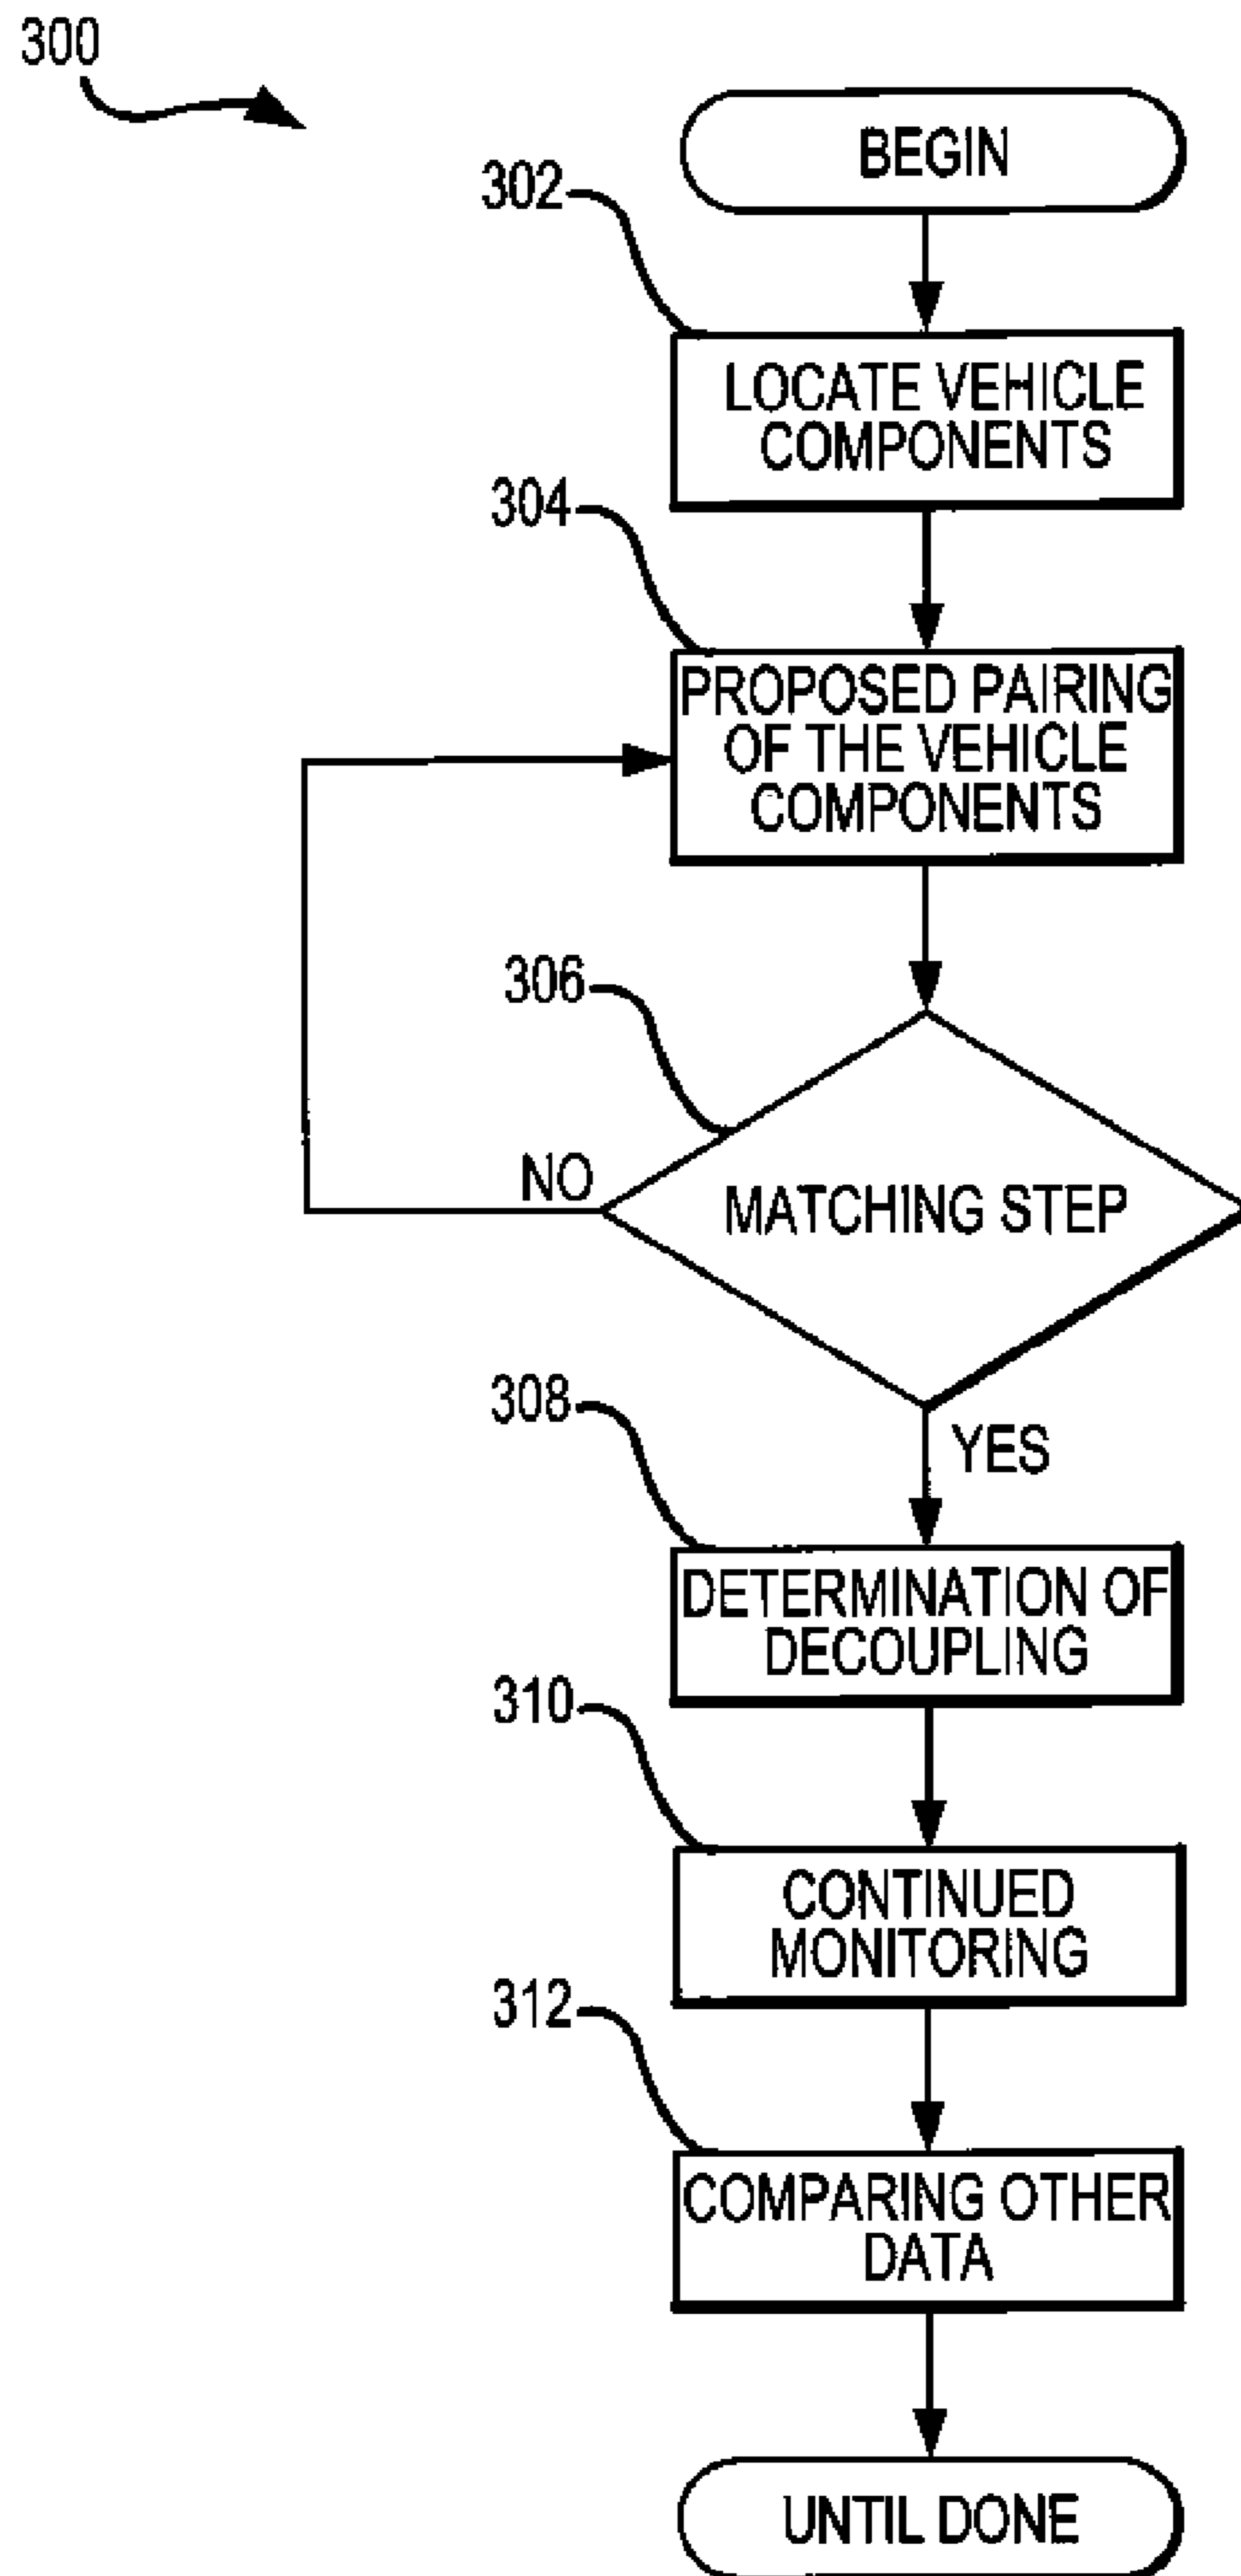 300
BEGIN
302
LOCATE VEHICLE
COMPONENTS
304
PROPOSED PAIRING
OF THE VEHICLE
COMPONENTS
306
NO
MATCHING STEP
YES
308
DETERMINATION OF
DECOUPLING
310
CONTINUED
MONITORING
312
COMPARING OTHER
DATA
UNTIL DONE